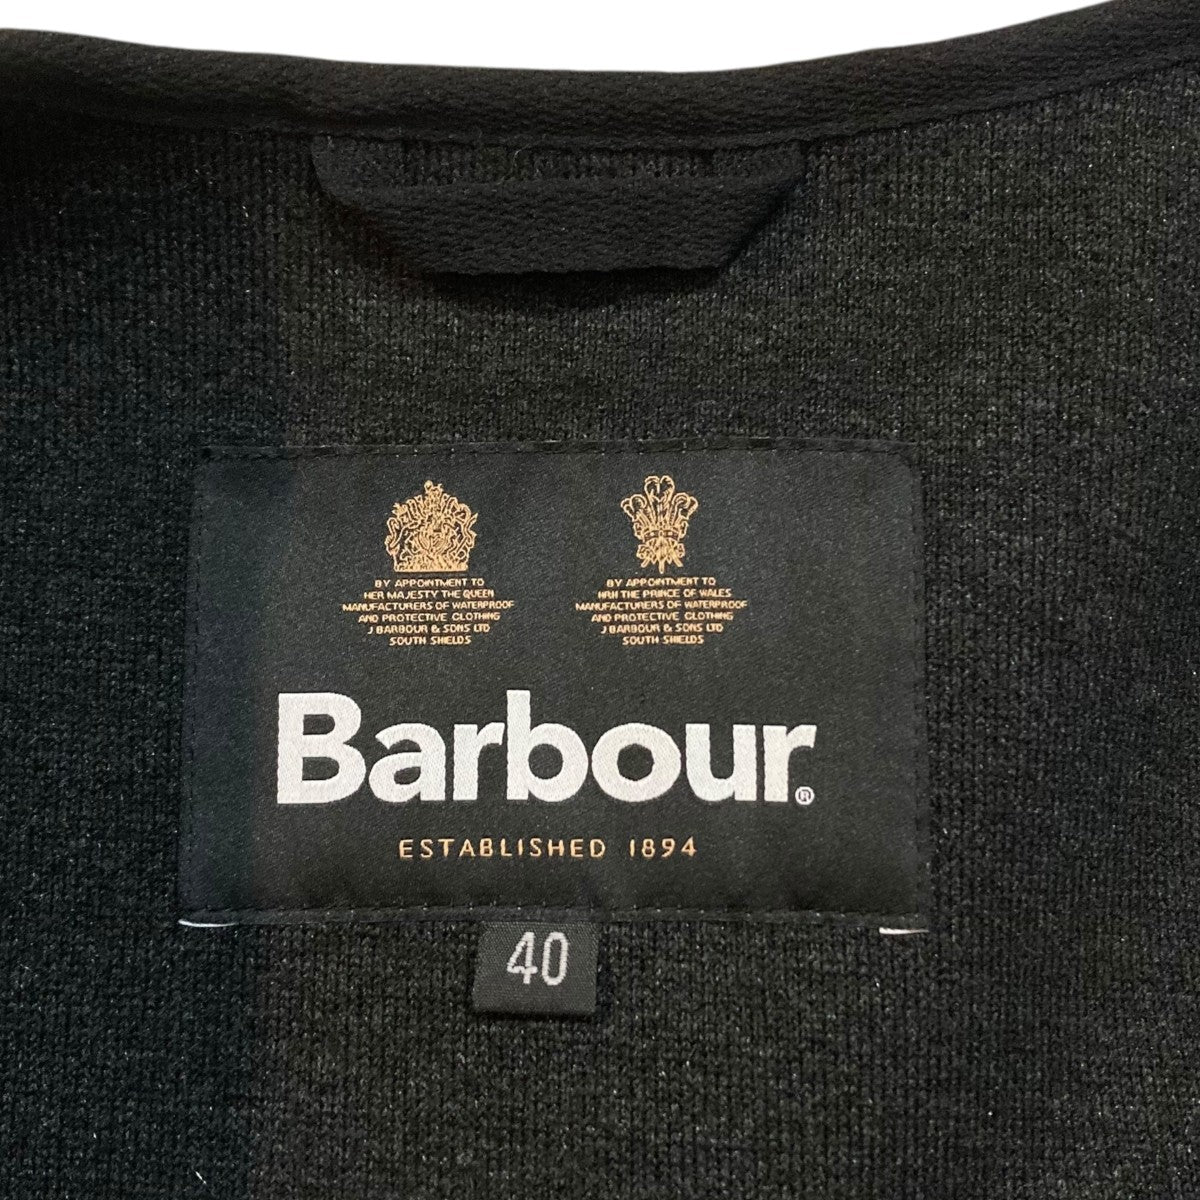 BY APPOINTMENT TO
HER MAJESTY THE QUEEN
MANUFACTURERS OF WATERPROOF
AND PROTECTIVE CLOTHING
J BARBOUR & SONS LTD
SOUTH SHIELDS
BY APPOINTMENT TO
HRH THE PRINCE OF WALES
MANUFACTURERS OF WATERPROOF
AND PROTECTIVE CLOTHING
J BARBOUR & SONS LTD
SOUTH SHIELDS
Barbour®
ESTABLISHED 1894
40